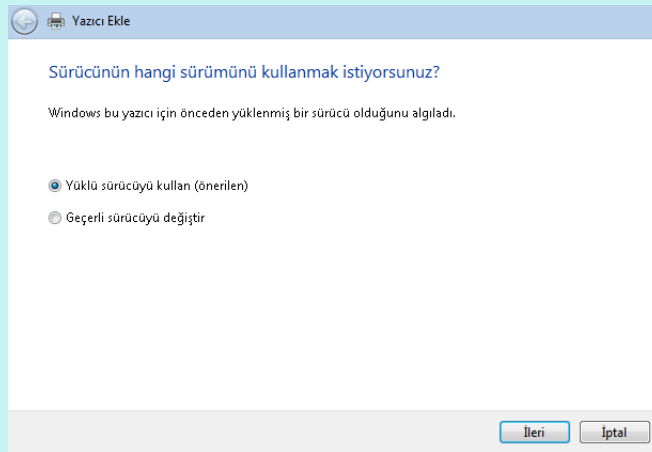 Yazıcı Ekle
Sürücünün hangi sürümünü kullanmak istiyorsunuz?
Windows bu yazıcı için önceden yüklenmiş bir sürücü olduğunu algıladı.
Yüklü sürücüyü kullan (önerilen)
Geçerli sürücüyü değiştir
İleri İptal